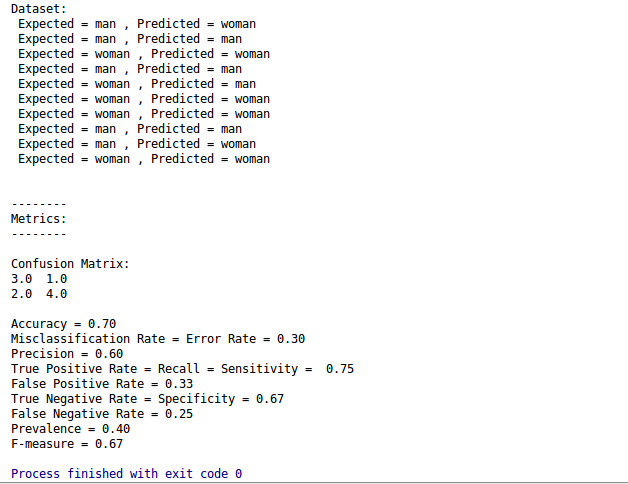 Dataset:
Expected = man , Predicted = woman
Expected = man , Predicted = man
Expected = woman , Predicted = woman
Expected = man , Predicted = man
Expected = woman , Predicted = man
Expected = woman , Predicted = woman
Expected = woman , Predicted = woman
Expected = man , Predicted = man
Expected = man , Predicted = woman
Expected = woman , Predicted = woman
--------
Metrics:
--------
Confusion Matrix:
3.0  1.0
2.0  4.0
Accuracy = 0.70
Misclassification Rate = Error Rate = 0.30
Precision = 0.60
True Positive Rate = Recall = Sensitivity =  0.75
False Positive Rate = 0.33
True Negative Rate = Specificity = 0.67
False Negative Rate = 0.25
Prevalence = 0.40
F-measure = 0.67
Process finished with exit code 0